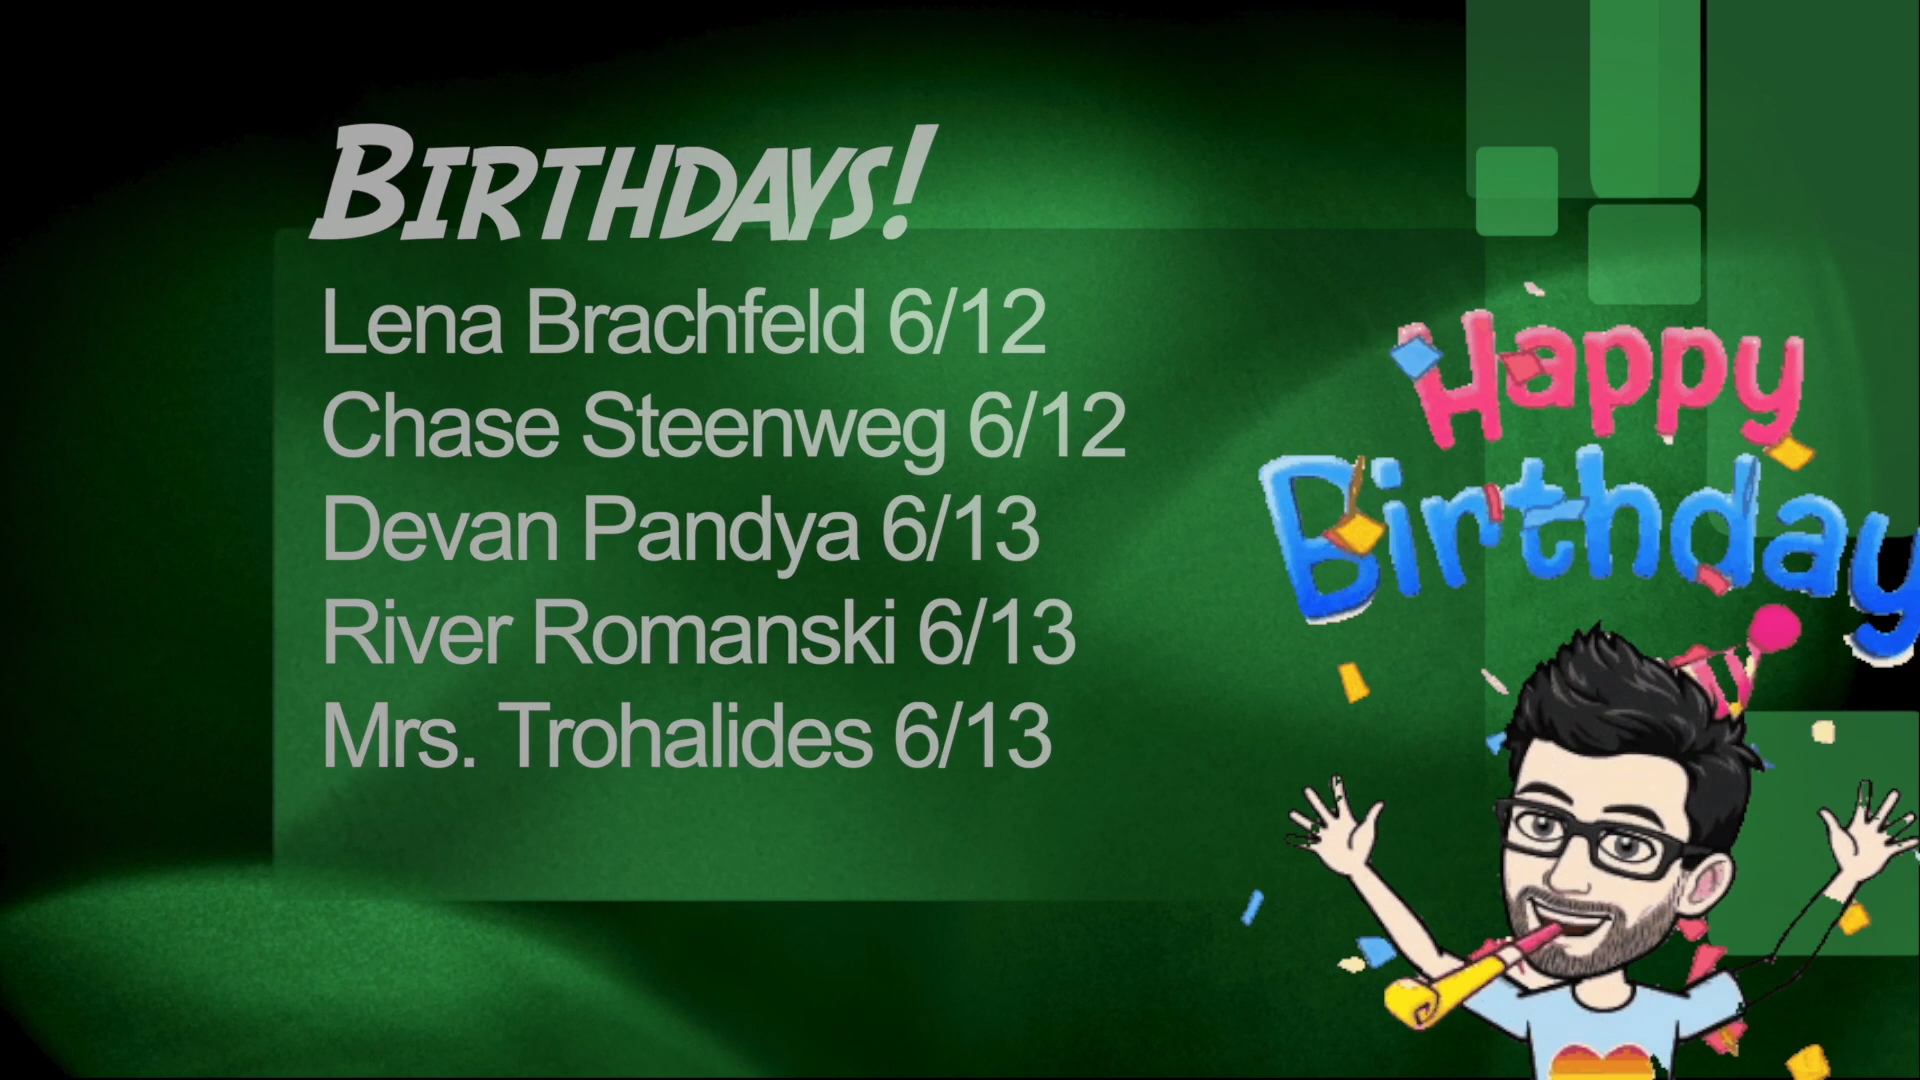 Birthdays!
Lena Brachfeld 6/12
Chase Steenweg 6/12
Devan Pandya 6/13
River Romanski 6/13
Mrs. Trohalides 6/13
Happy
Birthday